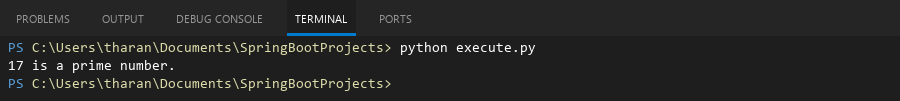 PROBLEMS OUTPUT DEBUG CONSOLE TERMINAL PORTS
PS C:\Users\tharan\Documents\SpringBootProjects> python execute.py
17 is a prime number.
PS C:\Users\tharan\Documents\SpringBootProjects>